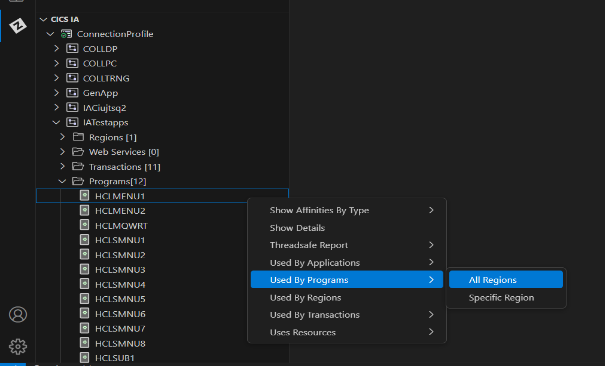 CICS IA
ConnectionProfile
COLLDP
COLLPC
COLLTRNG
GenApp
IACiujtsq2
IATestapps
Regions [1]
Web Services [0]
Transactions [11]
Programs[12]
HCLMENU1
HCLMENU2
HCLMQWRT
HCLSMNU1
HCLSMNU2
HCLSMNU3
HCLSMNU4
HCLSMNU5
HCLSMNU6
HCLSMNU7
HCLSMNU8
HCLSUB1
Show Affinities By Type
Show Details
Threadsafe Report
Used By Applications
Used By Programs
Used By Regions
Used By Transactions
Uses Resources
All Regions
Specific Region